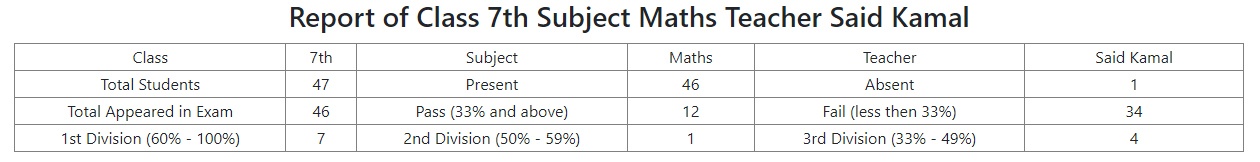 Report of Class 7th Subject Maths Teacher Said Kamal
Class 7th Subject Maths Teacher Said Kamal
Total Students 47 Present 46 Absent 1
Total Appeared in Exam 46 Pass (33% and above) 12 Fail (less then 33%) 34
1st Division (60% - 100%) 7 2nd Division (50% - 59%) 1 3rd Division (33% - 49%) 4